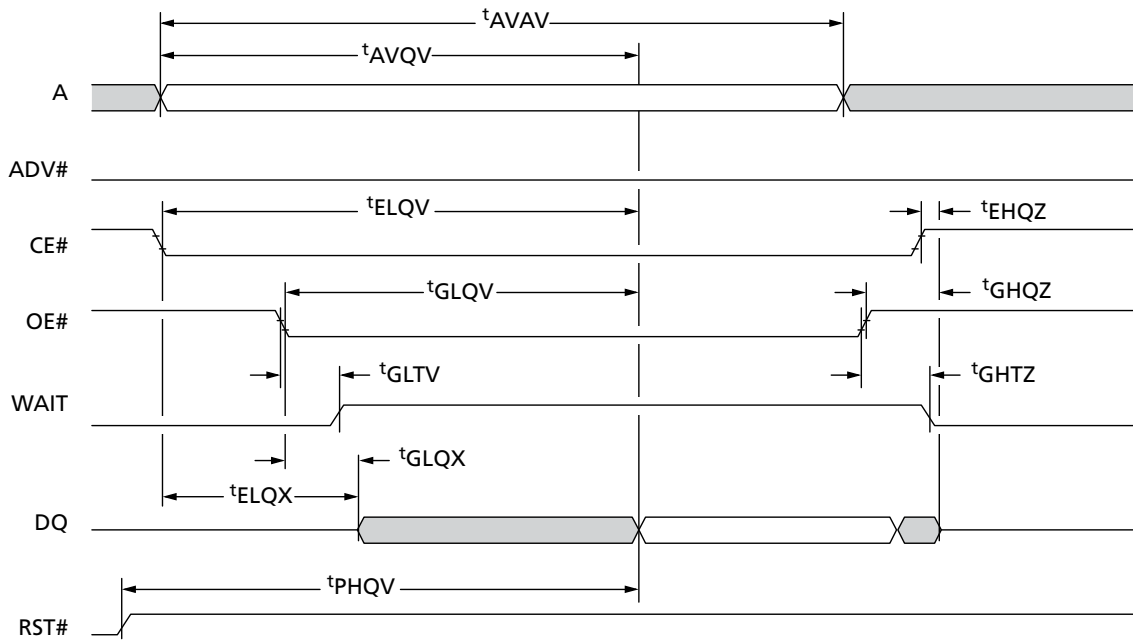 tAVAV
tAVQV
A
ADV#
tELQV
tEHQZ
CE#
tGLQV
tGHQZ
OE#
tGLTV
tGHTZ
WAIT
tGLQX
tELQX
DQ
tPHQV
RST#